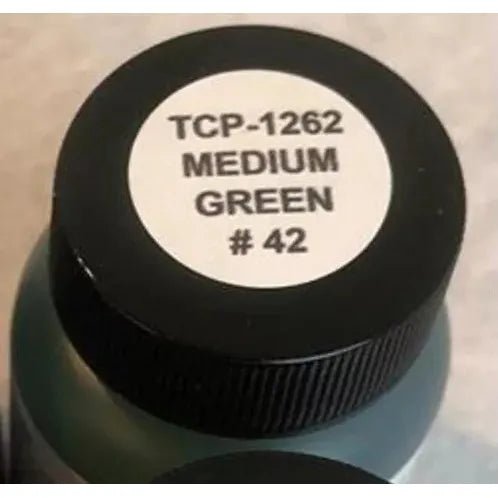 TCP-1262
MEDIUM
GREEN
# 42